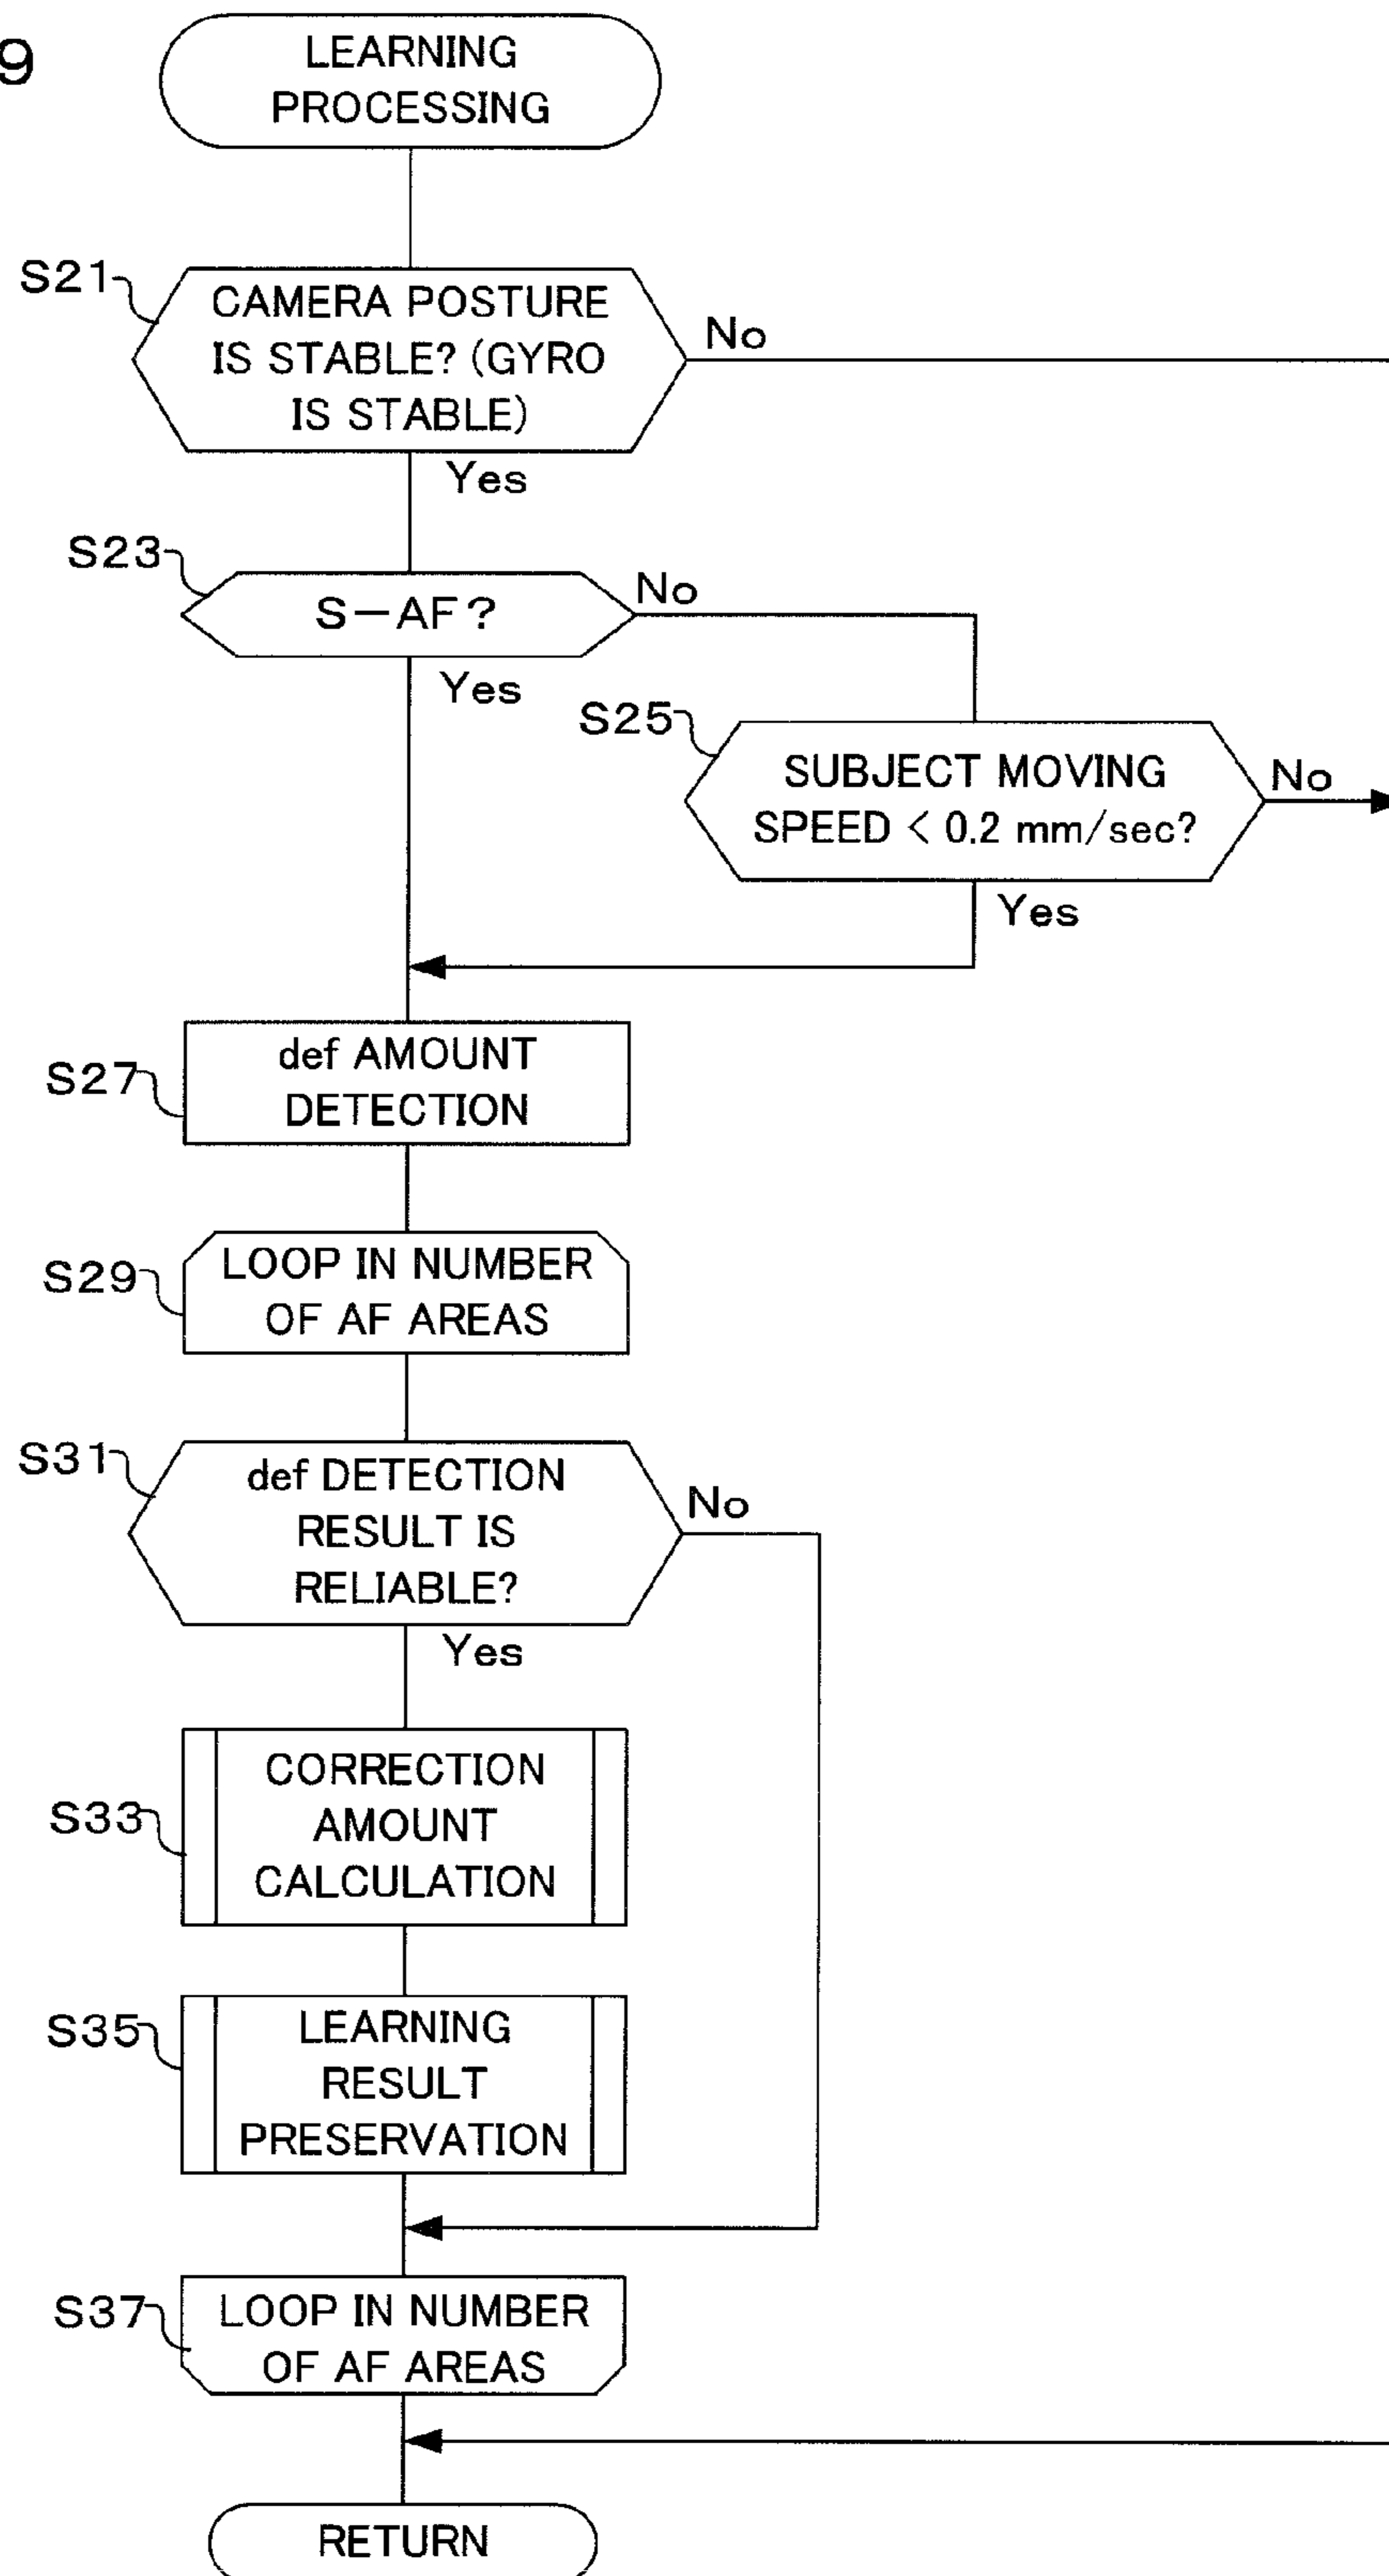 9
LEARNING
PROCESSING
S21
CAMERA POSTURE
IS STABLE? (GYRO
IS STABLE)
No
Yes
S23
S-AF?
No
Yes
S25
SUBJECT MOVING
SPEED < 0.2 mm/sec?
No
Yes
S27
def AMOUNT
DETECTION
S29
LOOP IN NUMBER
OF AF AREAS
S31
def DETECTION
RESULT IS
RELIABLE?
No
Yes
S33
CORRECTION
AMOUNT
CALCULATION
S35
LEARNING
RESULT
PRESERVATION
S37
LOOP IN NUMBER
OF AF AREAS
RETURN